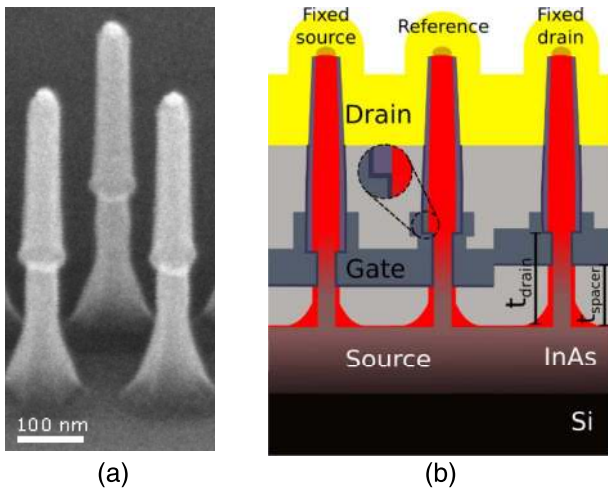 Fixed
source
Reference
Fixed
drain
Drain
Gate
t_drain
t_spacer
Source
InAs
Si
100 nm
(a)
(b)